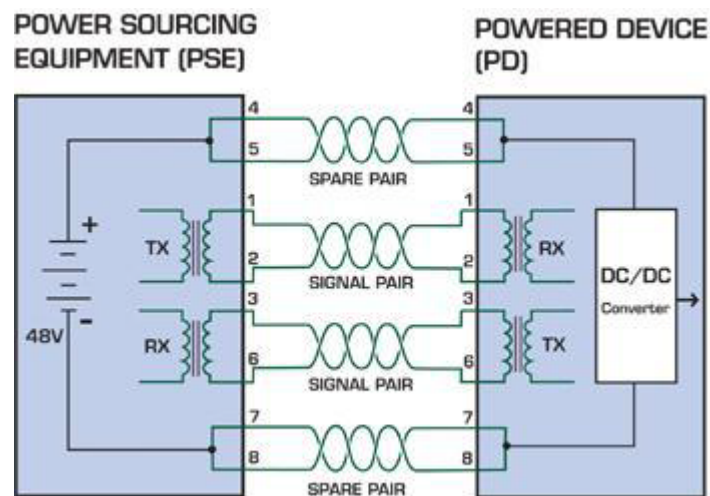 POWER SOURCING
EQUIPMENT (PSE)
POWERED DEVICE
(PD)
4
5
SPARE PAIR
4
5
1
2
SIGNAL PAIR
1
2
TX
RX
+
-
48V
3
6
SIGNAL PAIR
3
6
RX
TX
DC/DC
Converter
7
8
SPARE PAIR
7
8